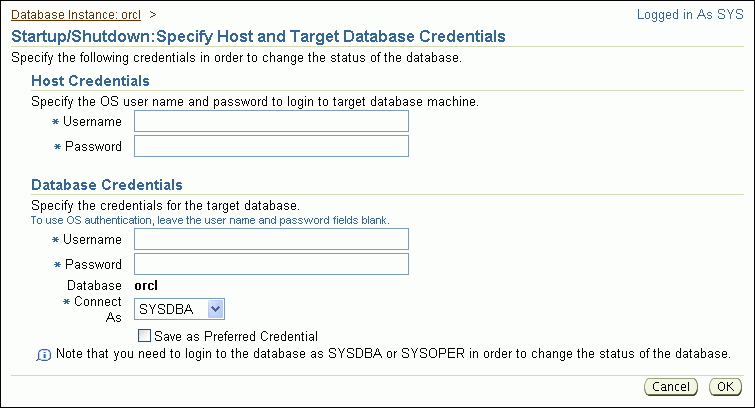 Database Instance: orcl >
Logged in As SYS
Startup/Shutdown:Specify Host and Target Database Credentials
Specify the following credentials in order to change the status of the database.
Host Credentials
Specify the OS user name and password to login to target database machine.
* Username
* Password
Database Credentials
Specify the credentials for the target database.
To use OS authentication, leave the user name and password fields blank.
* Username
* Password
Database orcl
* Connect
As
SYSDBA
Save as Preferred Credential
Note that you need to login to the database as SYSDBA or SYSOPER in order to change the status of the database.
Cancel OK